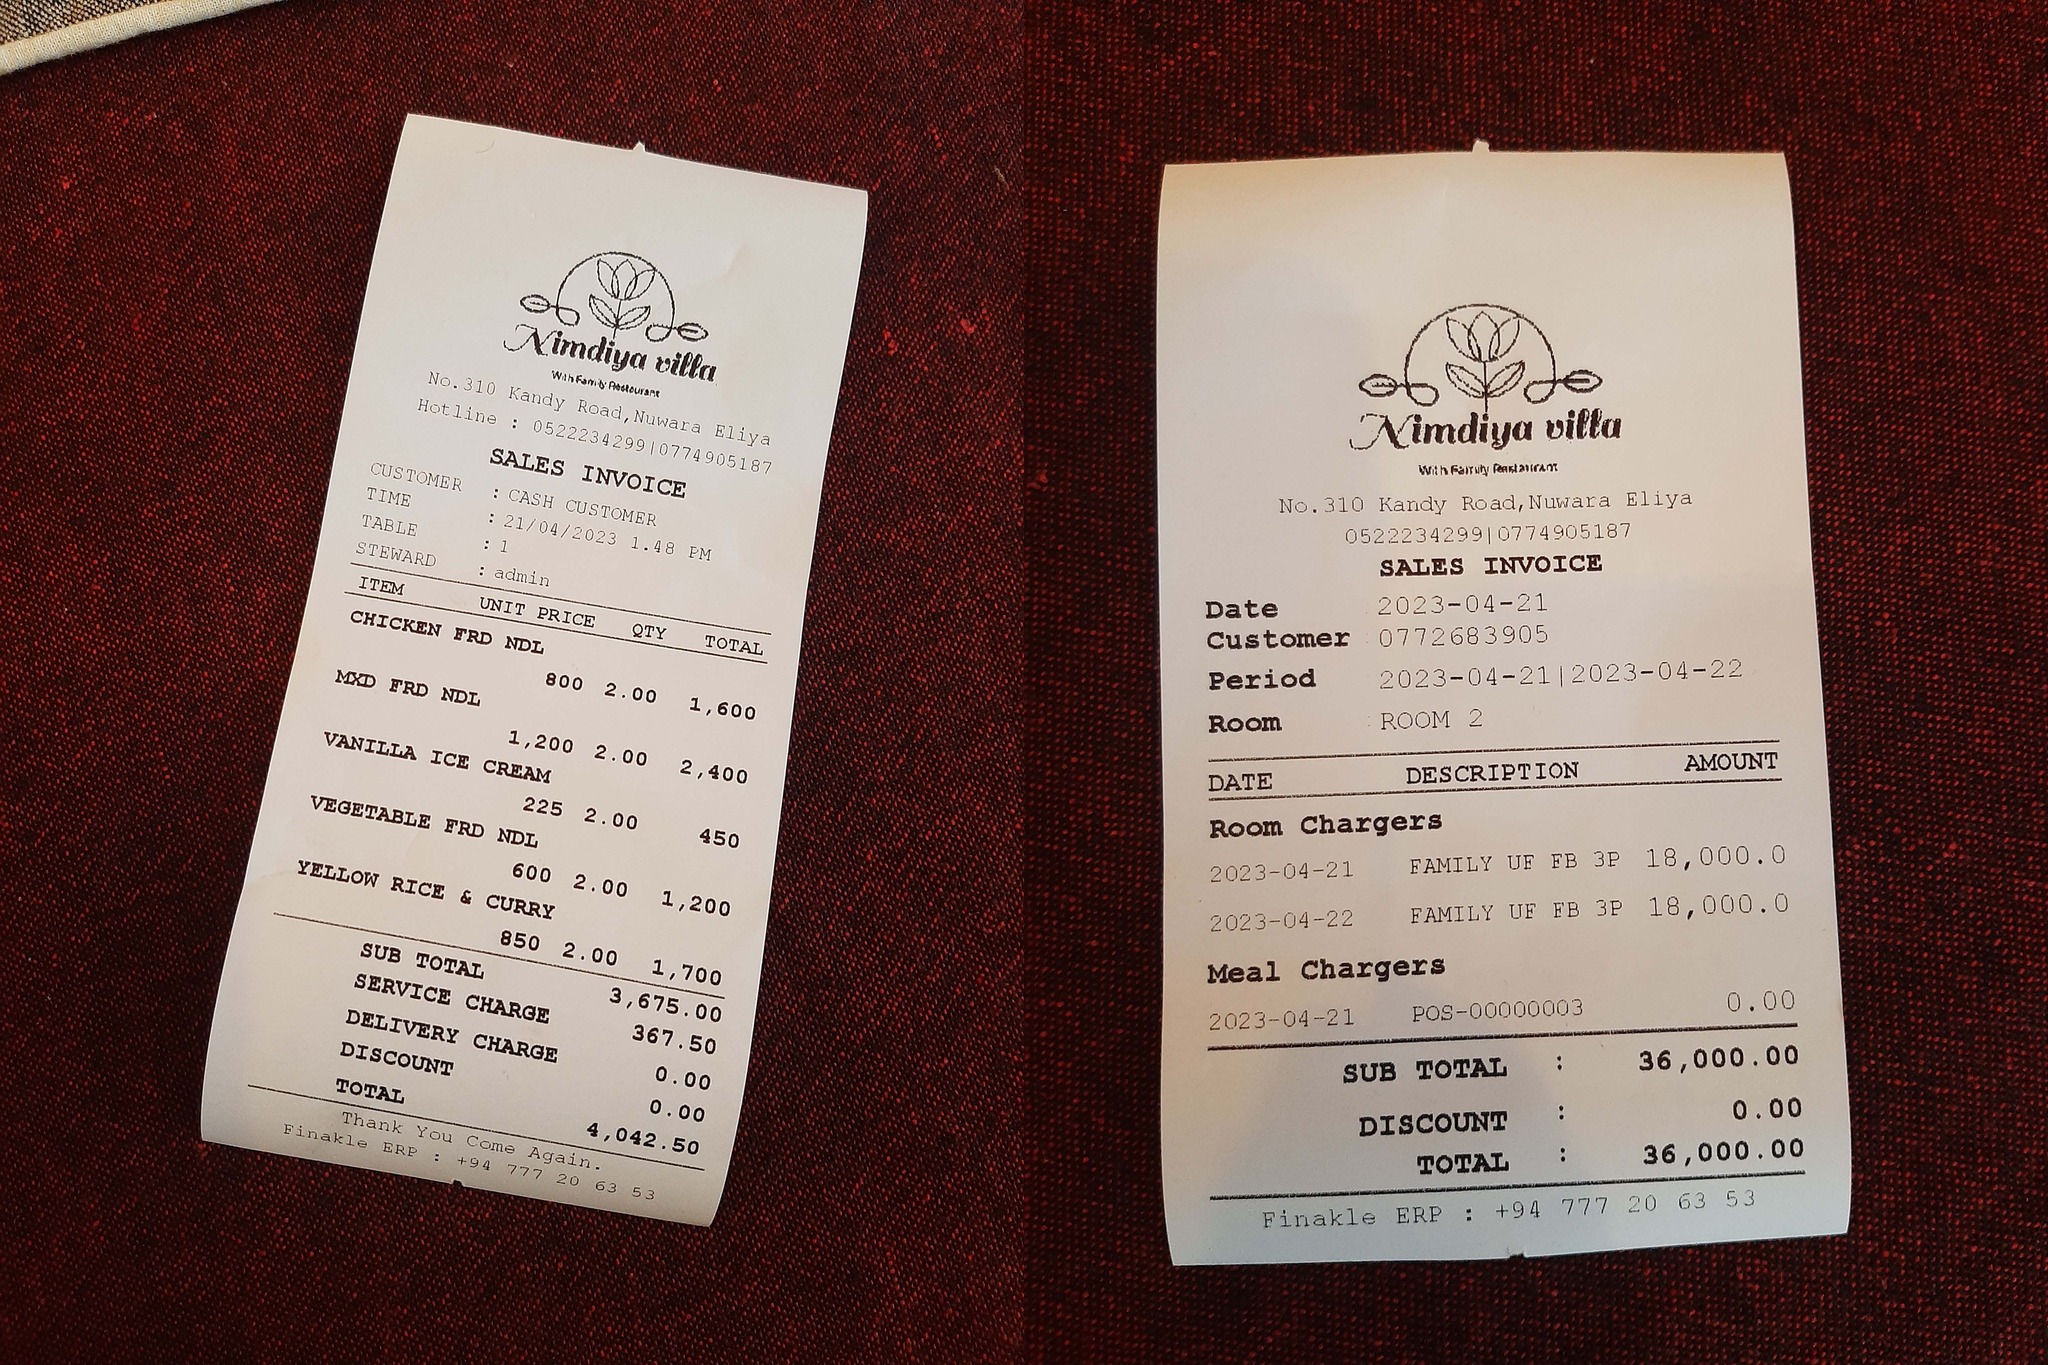 Nimdiya villa
With Family Restaurant
No.310 Kandy Road,Nuwara Eliya
Hotline : 0522234299|0774905187
SALES INVOICE
CUSTOMER : CASH CUSTOMER
TIME : 21/04/2023 1.48 PM
TABLE : 1
STEWARD : admin
ITEM UNIT PRICE QTY TOTAL
CHICKEN FRD NDL
800 2.00 1,600
MXD FRD NDL
1,200 2.00 2,400
VANILLA ICE CREAM
225 2.00 450
VEGETABLE FRD NDL
600 2.00 1,200
YELLOW RICE & CURRY
850 2.00 1,700
SUB TOTAL 3,675.00
SERVICE CHARGE 367.50
DELIVERY CHARGE 0.00
DISCOUNT 0.00
TOTAL 4,042.50
Thank You Come Again.
Finakle ERP : +94 777 20 63 53
Nimdiya villa
With Family Restaurant
No.310 Kandy Road,Nuwara Eliya
0522234299|0774905187
SALES INVOICE
Date : 2023-04-21
Customer : 0772683905
Period : 2023-04-21|2023-04-22
Room : ROOM 2
DATE DESCRIPTION AMOUNT
Room Chargers
2023-04-21 FAMILY UF FB 3P 18,000.0
2023-04-22 FAMILY UF FB 3P 18,000.0
Meal Chargers
2023-04-21 POS-00000003 0.00
SUB TOTAL : 36,000.00
DISCOUNT : 0.00
TOTAL : 36,000.00
Finakle ERP : +94 777 20 63 53